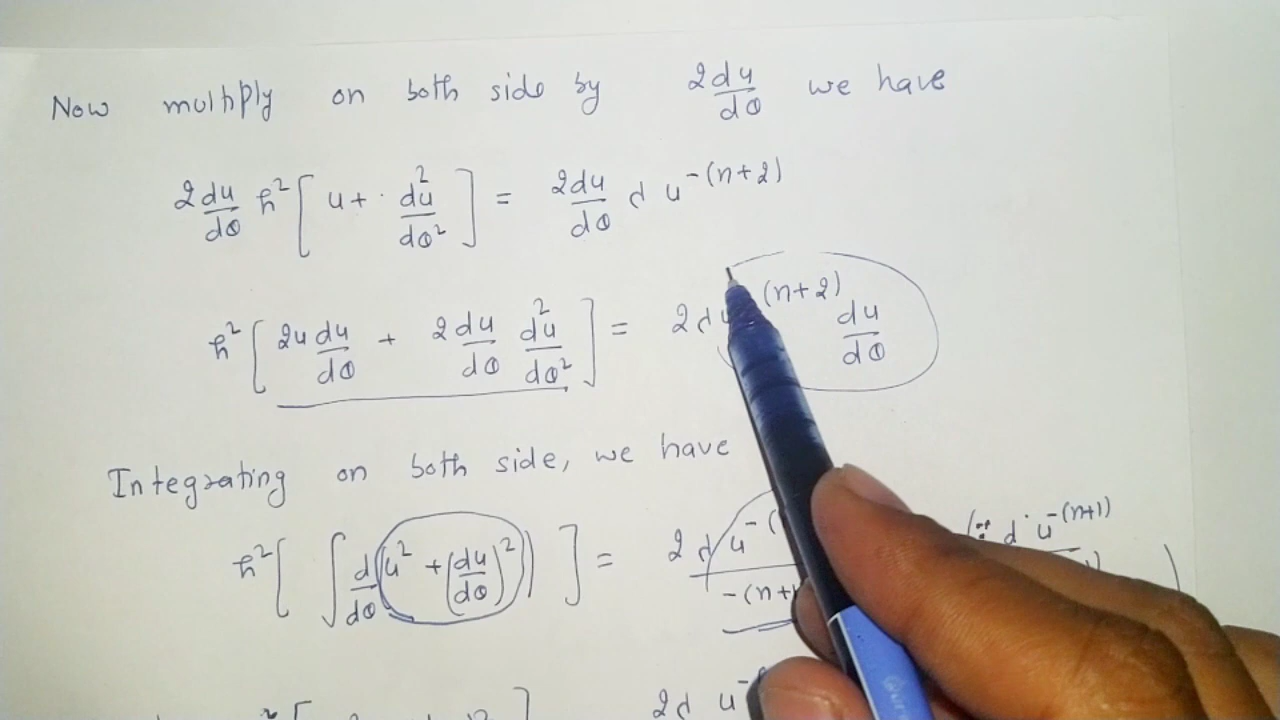 Now multiply on both side by 2du/dθ we have
2du/dθ h²[ u + d²u/dθ² ] = 2du/dθ d u^-(n+2)
h²[ 2u du/dθ + 2du/dθ d²u/dθ² ] = 2d u (n+2) du/dθ
Integrating on both side, we have
h²[ ∫ d/dθ (u² + (du/dθ)²) ] = 2d u^-( / -(n+1 (∵ d u^-(n+1)
2d u^-